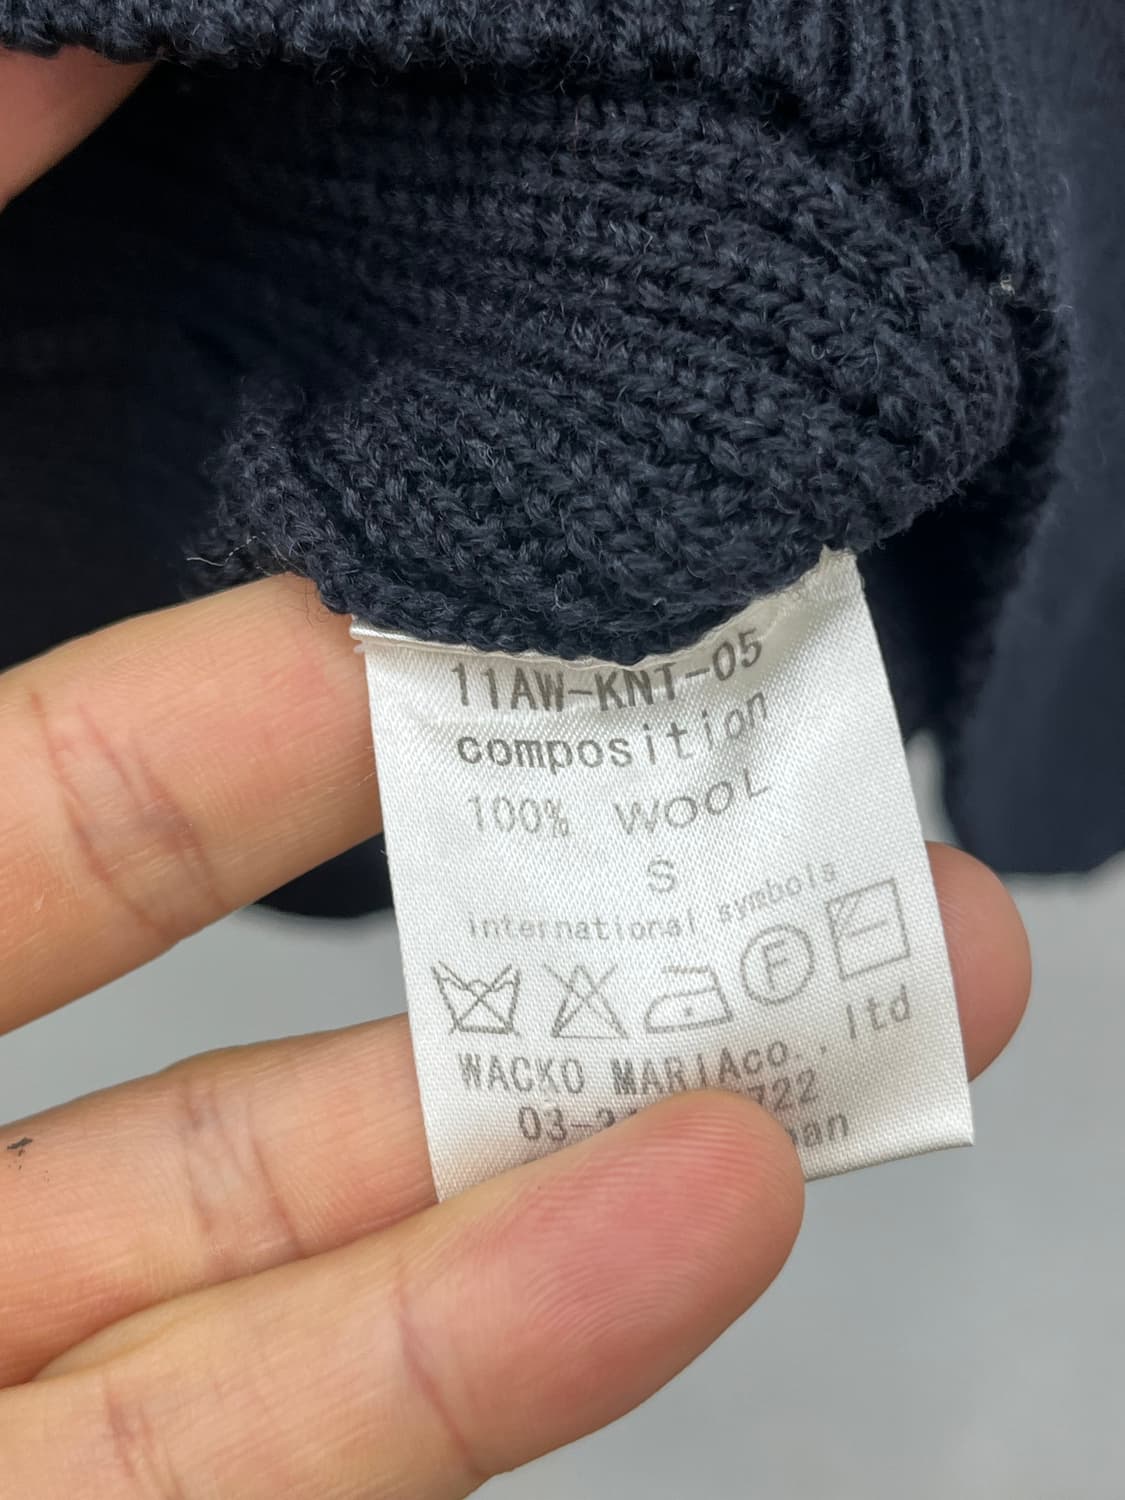 11AW-KNT-05
composition
100% WOOL
S
international symbols
F
WACKO MARIAco., ltd